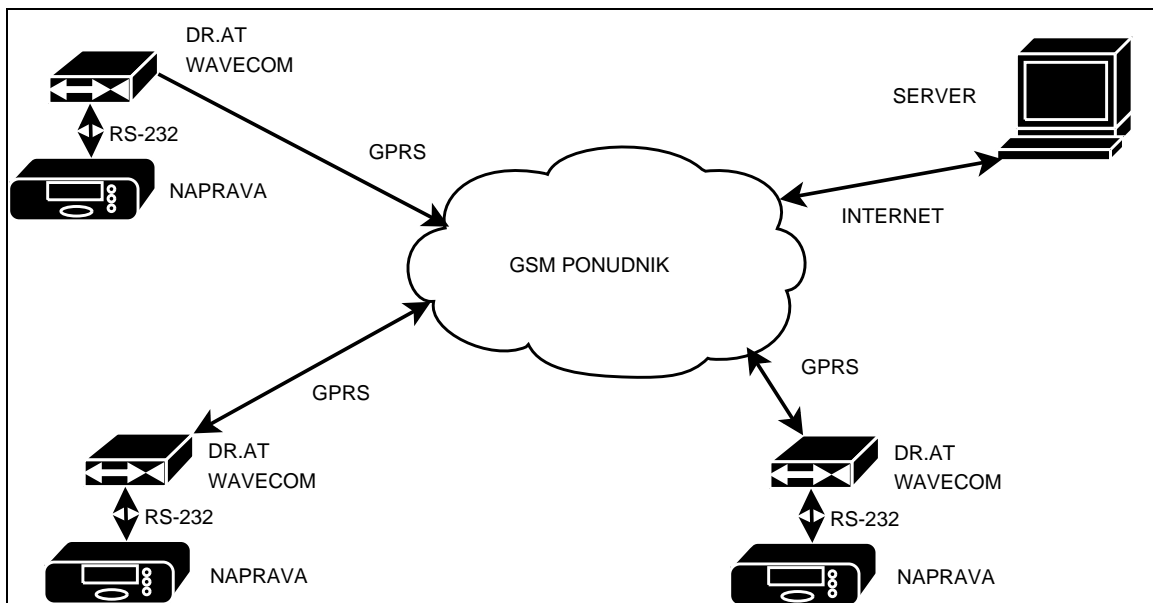 DR.AT
WAVECOM
RS-232
NAPRAVA
GPRS
SERVER
INTERNET
GSM PONUDNIK
GPRS
DR.AT
WAVECOM
RS-232
NAPRAVA
GPRS
DR.AT
WAVECOM
RS-232
NAPRAVA